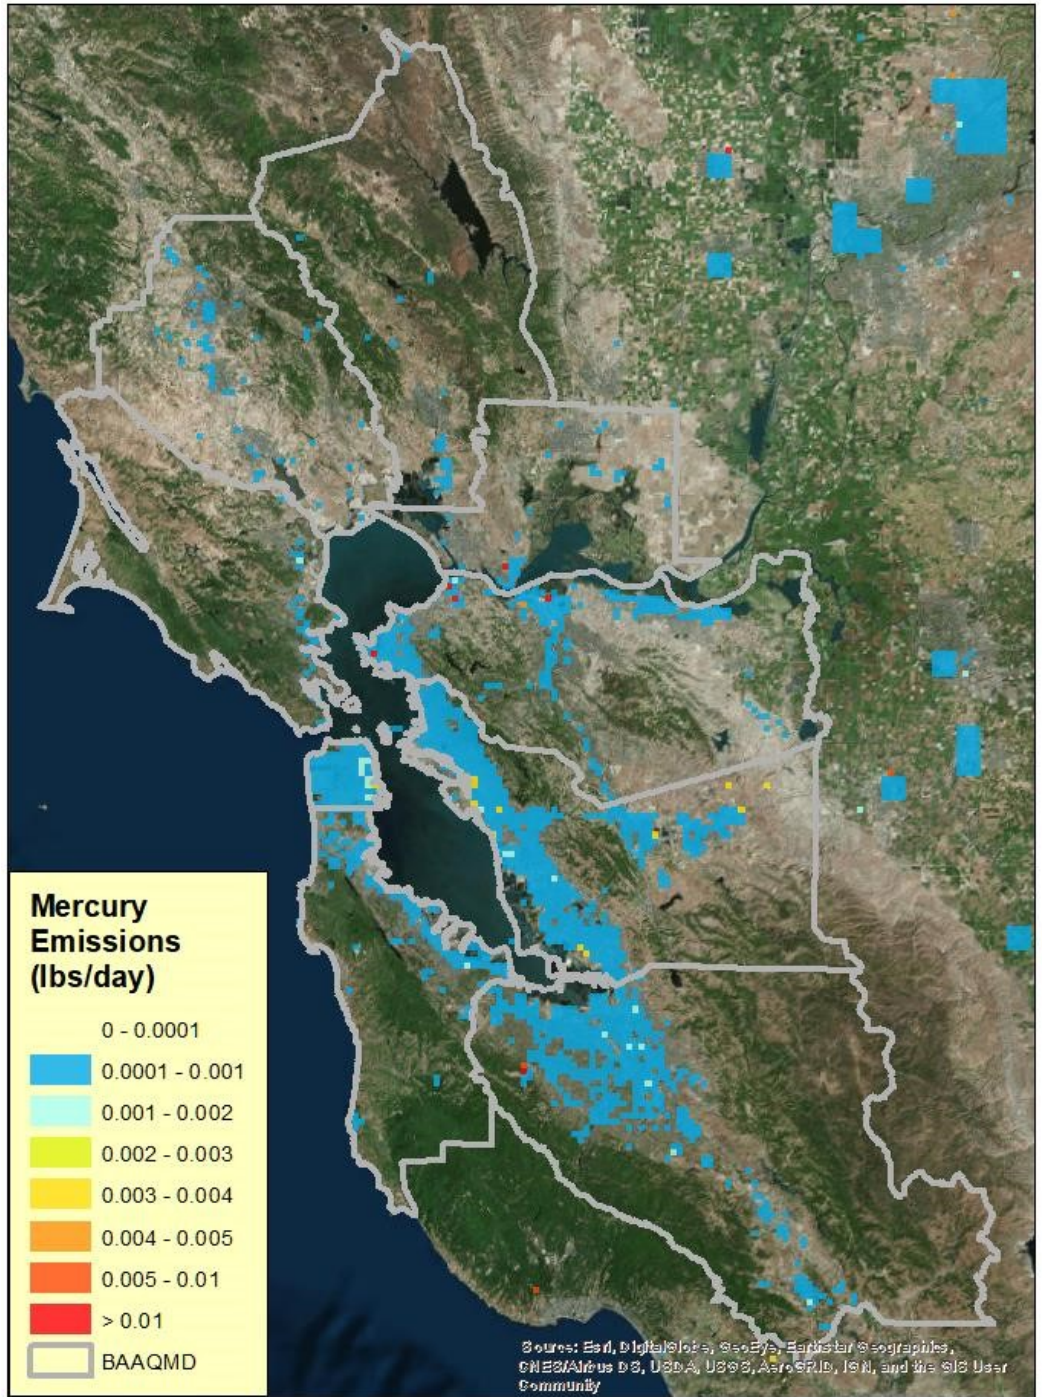 Mercury
Emissions
(lbs/day)
0 - 0.0001
0.0001 - 0.001
0.001 - 0.002
0.002 - 0.003
0.003 - 0.004
0.004 - 0.005
0.005 - 0.01
> 0.01
BAAQMD
Source: Esri, DigitalGlobe, GeoEye, Earthstar Geographics,
CNES/Airbus DS, USDA, USGS, AeroGRID, IGN, and the GIS User
Community